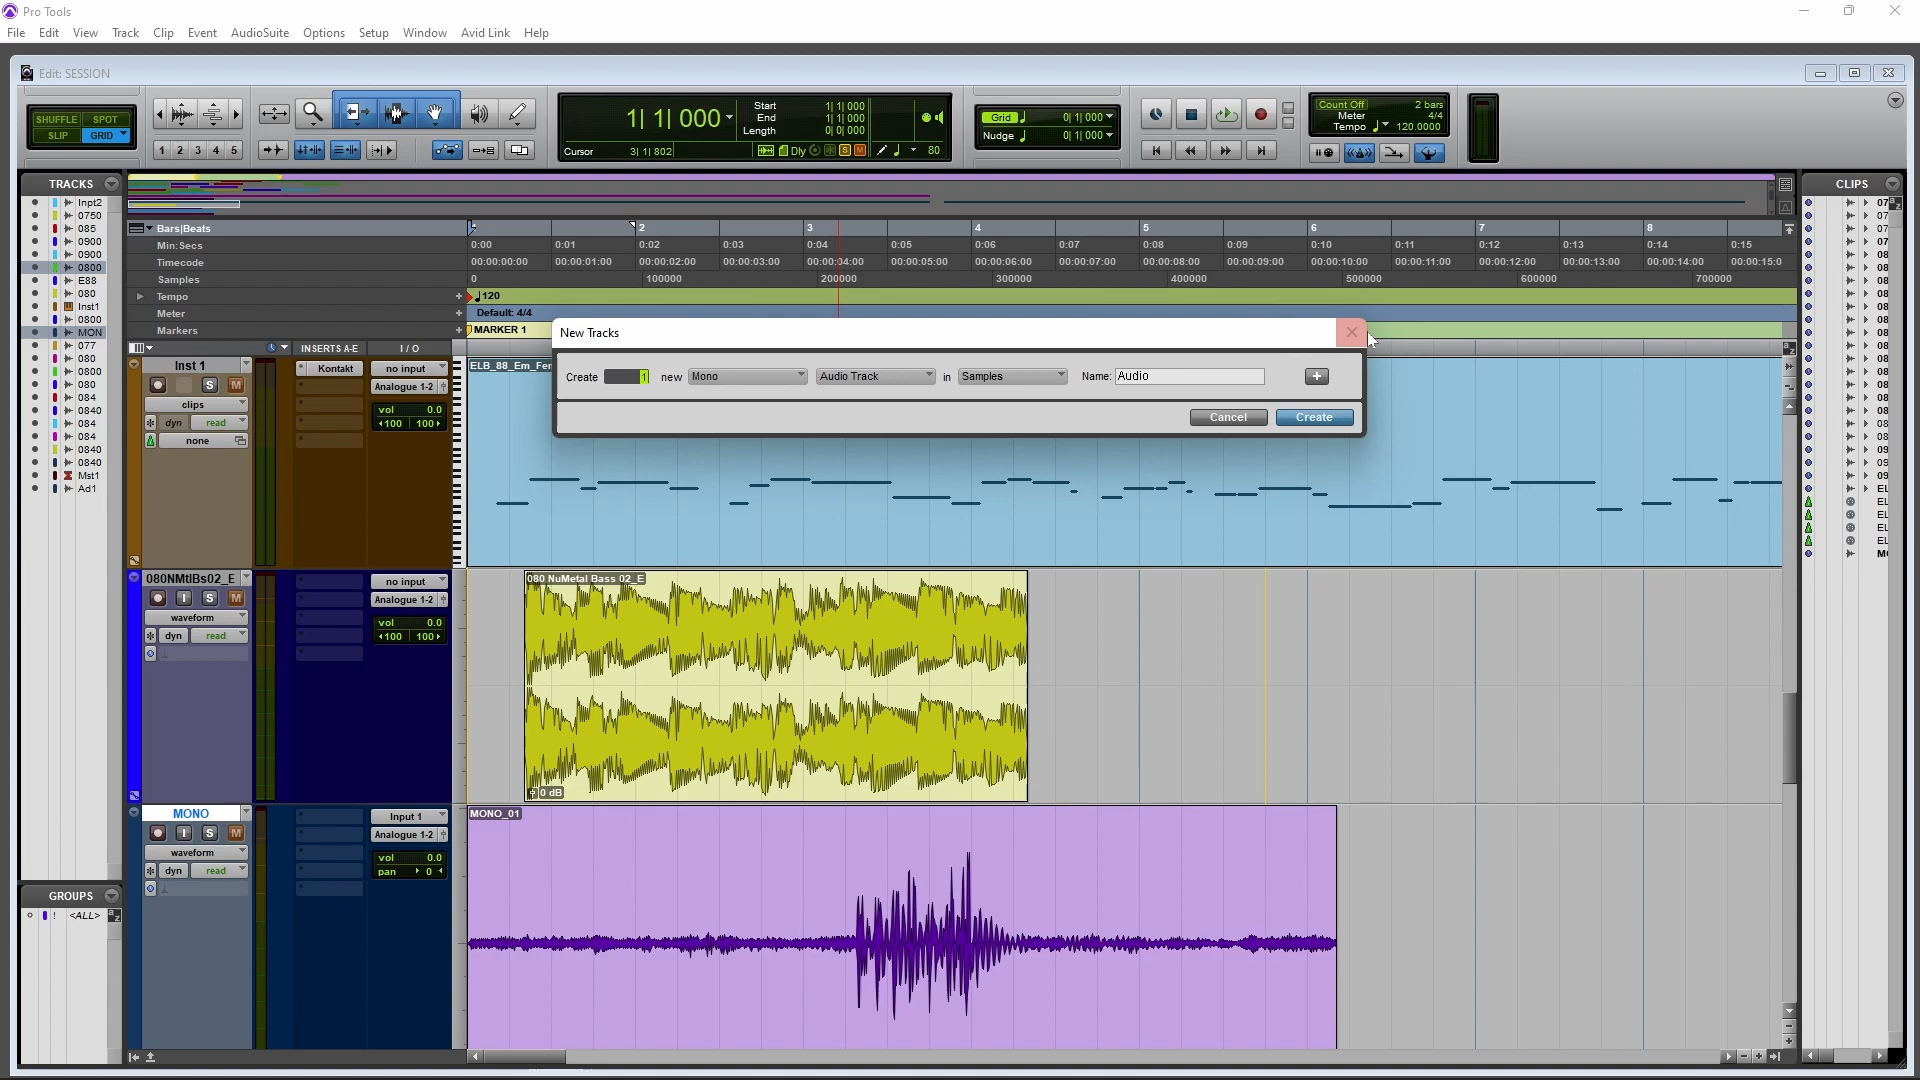 Pro Tools
File Edit View Track Clip Event AudioSuite Options Setup Window Avid Link Help
Edit: SESSION
SHUFFLE SPOT
SLIP GRID
1 2 3 4 5
1| 1| 000
Start 1| 1| 000
End 1| 1| 000
Length 0| 0| 000
Cursor 3| 1| 802
Dly S M 80
Grid 0| 1| 000
Nudge 0| 1| 000
Count Off 2 bars
Meter 4/4
Tempo 120.0000
TRACKS
Inpt2
0750
085
0900
0900
0800
E88
080
Inst1
0800
MON
077
080
0800
080
084
0840
084
084
0840
0840
Mst1
Ad1
GROUPS
! <ALL>
Bars|Beats 2 3 4 5 6 7 8
Min:Secs 0:00 0:01 0:02 0:03 0:04 0:05 0:06 0:07 0:08 0:09 0:10 0:11 0:12 0:13 0:14 0:15
Timecode 00:00:00:00 00:00:01:00 00:00:02:00 00:00:03:00 00:00:04:00 00:00:05:00 00:00:06:00 00:00:07:00 00:00:08:00 00:00:09:00 00:00:10:00 00:00:11:00 00:00:12:00 00:00:13:00 00:00:14:00 00:00:15:0
Samples 0 100000 200000 300000 400000 500000 600000 700000
Tempo 120
Meter Default: 4/4
Markers MARKER 1
INSERTS A-E I / O
Inst 1 Kontakt no input
S M Analogue 1-2
clips
vol 0.0
dyn read 100 100
none
ELB_88_Em_Fer
New Tracks
Create 1 new Mono Audio Track in Samples Name: Audio
Cancel Create
080NMtlBs02_E no input
I S M Analogue 1-2
waveform
vol 0.0
dyn read 100 100
080 NuMetal Bass 02_E
0 dB
MONO Input 1
I S M Analogue 1-2
waveform
vol 0.0
dyn read pan 0
MONO_01
CLIPS